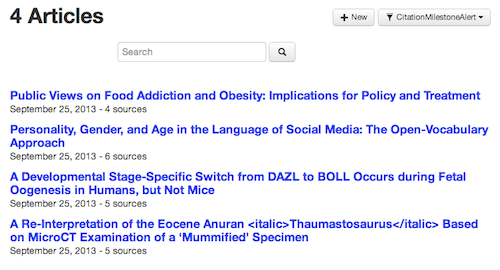 4 Articles
New
CitationMilestoneAlert
Search
Public Views on Food Addiction and Obesity: Implications for Policy and Treatment
September 25, 2013 - 4 sources
Personality, Gender, and Age in the Language of Social Media: The Open-Vocabulary
Approach
September 25, 2013 - 6 sources
A Developmental Stage-Specific Switch from DAZL to BOLL Occurs during Fetal
Oogenesis in Humans, but Not Mice
September 25, 2013 - 5 sources
A Re-Interpretation of the Eocene Anuran <italic>Thaumastosaurus</italic> Based
on MicroCT Examination of a ‘Mummified’ Specimen
September 25, 2013 - 5 sources